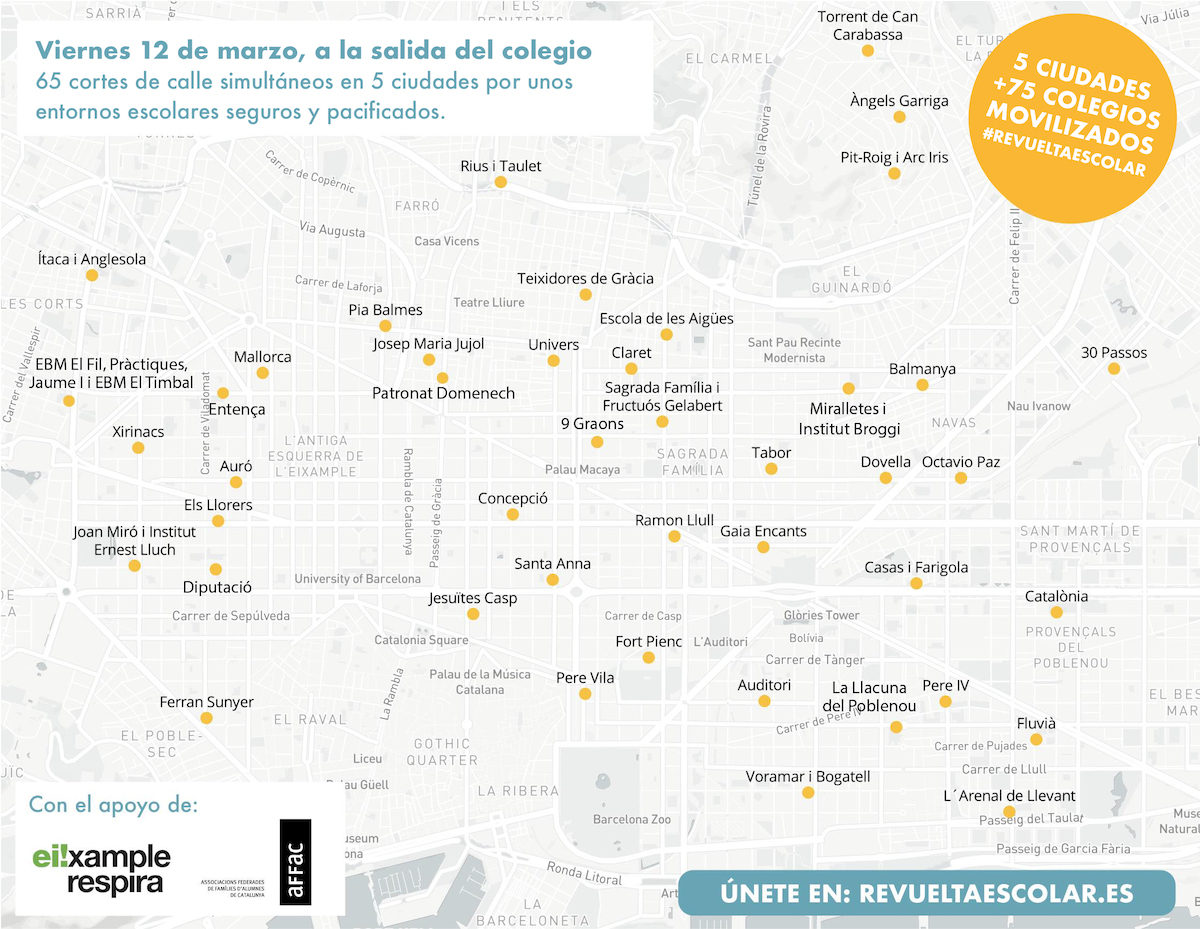 SARRIÀ
I ELS
PENITENTS
Torrent de Can
Carabassa
Via Júlia
Viernes 12 de marzo, a la salida del colegio
65 cortes de calle simultáneos en 5 ciudades por unos
entornos escolares seguros y pacificados.
EL CARMEL
5 CIUDADES
+75 COLEGIOS
MOVILIZADOS
#REVUELTAESCOLAR
Àngels Garriga
Pit-Roig i Arc Iris
Túnel de la Rovira
Rius i Taulet
Carrer de Copèrnic
FARRÓ
Via Augusta
Casa Vicens
Carrer de Felip II
Ítaca i Anglesola
Teixidores de Gràcia
EL
GUINARDÓ
Carrer de Laforja
LES CORTS
Teatre Lliure
Pia Balmes
Escola de les Aigües
Josep Maria Jujol
Univers
Claret
Sant Pau Recinte
Modernista
Mallorca
30 Passos
Carrer del Vallespir
EBM El Fil, Pràctiques,
Jaume I i EBM El Timbal
Balmanya
Patronat Domenech
Sagrada Família i
Fructuós Gelabert
Entença
Carrer de Viladomat
Miralletes i
Institut Broggi
Nau Ivanow
NAVAS
9 Graons
Xirinacs
L'ANTIGA
ESQUERRA DE
L'EIXAMPLE
Rambla de Catalunya
Passeig de Gràcia
Palau Macaya
SAGRADA
FAMÍLIA
Tabor
Dovella
Octavio Paz
Auró
Concepció
Els Llorers
Ramon Llull
Gaia Encants
SANT MARTÍ DE
PROVENÇALS
Joan Miró i Institut
Ernest Lluch
Santa Anna
Casas i Farigola
Diputació
University of Barcelona
Jesuïtes Casp
Catalònia
Carrer de Sepúlveda
Carrer de Casp
Glòries Tower
Catalonia Square
Fort Pienc
L'Auditori
Bolívia
PROVENÇALS
DEL
POBLENOU
Carrer de Tànger
Palau de la Música
Catalana
Pere Vila
Auditori
La Llacuna
del Poblenou
Pere IV
La Rambla
Ferran Sunyer
EL RAVAL
Carrer de Pere IV
EL BES
MAR
Fluvià
EL POBLE-
SEC
GOTHIC
QUARTER
Carrer de Pujades
Liceu
Carrer de Llull
Voramar i Bogatell
LA RIBERA
L´Arenal de Llevant
Barcelona Zoo
Passeig del Taulat
Passeig de Garcia Fària
Ronda Litoral
LA
BARCELONETA
Con el apoyo de:
ei!xample
respira
ASSOCIACIONS FEDERADES
DE FAMÍLIES D'ALUMNES
DE CATALUNYA
aFFaC
ÚNETE EN: REVUELTAESCOLAR.ES